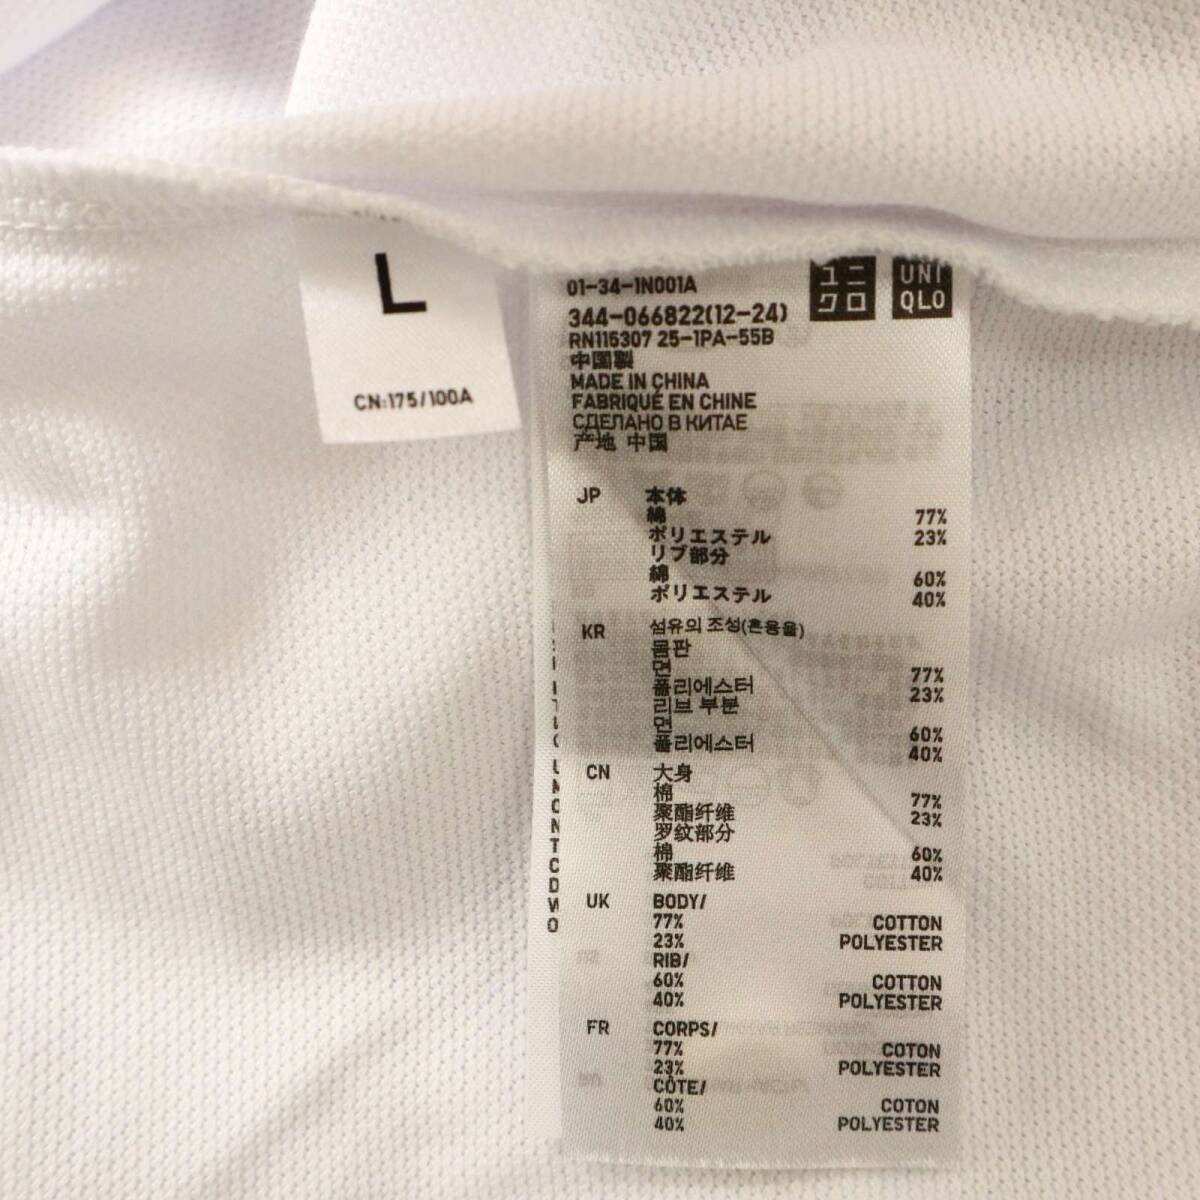 L
CN:175/100A
ユニ
クロ
UNI
QLO
01-34-1N001A
344-066822(12-24)
RN115307 25-1PA-55B
中国製
MADE IN CHINA
FABRIQUÉ EN CHINE
СДЕЛАНО В КИТАЕ
产地 中国
JP 本体
綿 77%
ポリエステル 23%
リブ部分
綿 60%
ポリエステル 40%
KR 섬유의 조성(혼용율)
몸판
면 77%
폴리에스터 23%
리브 부분
면 60%
폴리에스터 40%
CN 大身
棉 77%
聚酯纤维 23%
罗纹部分
棉 60%
聚酯纤维 40%
UK BODY/
77% COTTON
23% POLYESTER
RIB/
60% COTTON
40% POLYESTER
FR CORPS/
77% COTON
23% POLYESTER
CÔTE/
60% COTON
40% POLYESTER